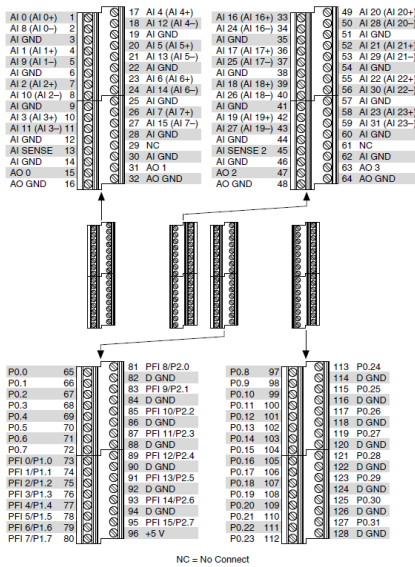 AI 0 (AI 0+) 1
AI 8 (AI 0–) 2
AI GND 3
AI 1 (AI 1+) 4
AI 9 (AI 1–) 5
AI GND 6
AI 2 (AI 2+) 7
AI 10 (AI 2–) 8
AI GND 9
AI 3 (AI 3+) 10
AI 11 (AI 3–) 11
AI GND 12
AI SENSE 13
AI GND 14
AO 0 15
AO GND 16
17 AI 4 (AI 4+)
18 AI 12 (AI 4–)
19 AI GND
20 AI 5 (AI 5+)
21 AI 13 (AI 5–)
22 AI GND
23 AI 6 (AI 6+)
24 AI 14 (AI 6–)
25 AI GND
26 AI 7 (AI 7+)
27 AI 15 (AI 7–)
28 AI GND
29 NC
30 AI GND
31 AO 1
32 AO GND
AI 16 (AI 16+) 33
AI 24 (AI 16–) 34
AI GND 35
AI 17 (AI 17+) 36
AI 25 (AI 17–) 37
AI GND 38
AI 18 (AI 18+) 39
AI 26 (AI 18–) 40
AI GND 41
AI 19 (AI 19+) 42
AI 27 (AI 19–) 43
AI GND 44
AI SENSE 2 45
AI GND 46
AO 2 47
AO GND 48
49 AI 20 (AI 20+)
50 AI 28 (AI 20–)
51 AI GND
52 AI 21 (AI 21+)
53 AI 29 (AI 21–)
54 AI GND
55 AI 22 (AI 22+)
56 AI 30 (AI 22–)
57 AI GND
58 AI 23 (AI 23+)
59 AI 31 (AI 23–)
60 AI GND
61 NC
62 AI GND
63 AO 3
64 AO GND
P0.0 65
P0.1 66
P0.2 67
P0.3 68
P0.4 69
P0.5 70
P0.6 71
P0.7 72
PFI 0/P1.0 73
PFI 1/P1.1 74
PFI 2/P1.2 75
PFI 3/P1.3 76
PFI 4/P1.4 77
PFI 5/P1.5 78
PFI 6/P1.6 79
PFI 7/P1.7 80
81 PFI 8/P2.0
82 D GND
83 PFI 9/P2.1
84 D GND
85 PFI 10/P2.2
86 D GND
87 PFI 11/P2.3
88 D GND
89 PFI 12/P2.4
90 D GND
91 PFI 13/P2.5
92 D GND
93 PFI 14/P2.6
94 D GND
95 PFI 15/P2.7
96 +5 V
P0.8 97
P0.9 98
P0.10 99
P0.11 100
P0.12 101
P0.13 102
P0.14 103
P0.15 104
P0.16 105
P0.17 106
P0.18 107
P0.19 108
P0.20 109
P0.21 110
P0.22 111
P0.23 112
113 P0.24
114 D GND
115 P0.25
116 D GND
117 P0.26
118 D GND
119 P0.27
120 D GND
121 P0.28
122 D GND
123 P0.29
124 D GND
125 P0.30
126 D GND
127 P0.31
128 D GND
NC = No Connect